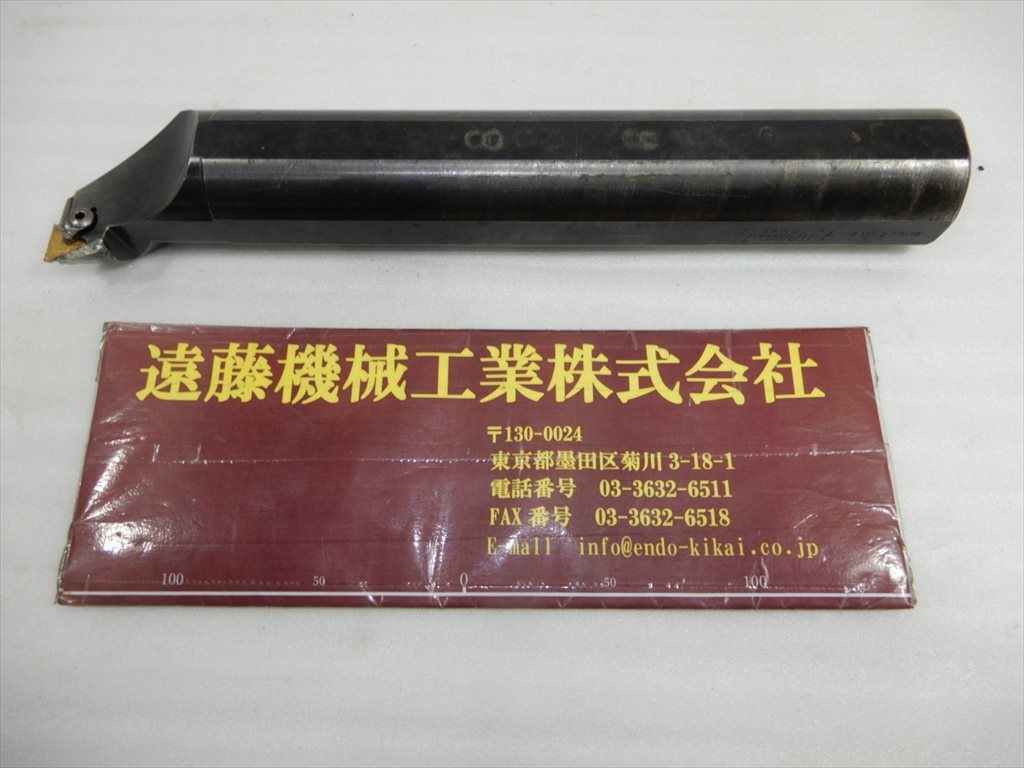 遠藤機械工業株式会社
〒130-0024
東京都墨田区菊川 3-18-1
電話番号 03-3632-6511
FAX 番号 03-3632-6518
E-mail info@endo-kikai.co.jp
100 50 0 50 100